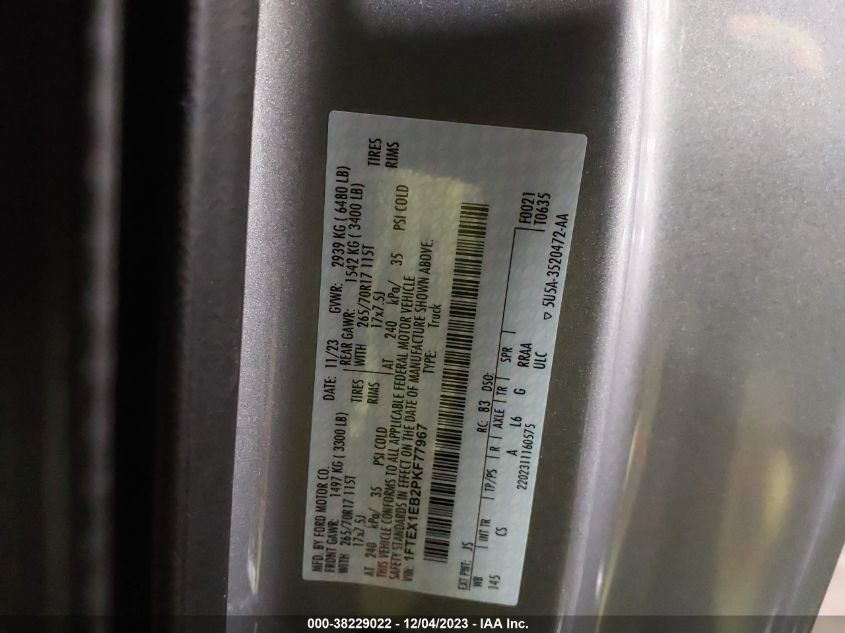 MFD. BY FORD MOTOR CO.
DATE: 11/23 GVWR: 2939 KG ( 6480 LB)
FRONT GAWR: 1497 KG ( 3300 LB)
REAR GAWR: 1542 KG ( 3400 LB)
WITH 265/70R17 115T TIRES
WITH 265/70R17 115T TIRES
17x7.5J RIMS
17x7.5J RIMS
AT 240 kPa/ 35 PSI COLD
AT 240 kPa/ 35 PSI COLD
THIS VEHICLE CONFORMS TO ALL APPLICABLE FEDERAL MOTOR VEHICLE
SAFETY STANDARDS IN EFFECT ON THE DATE OF MANUFACTURE SHOWN ABOVE.
VIN: 1FTEX1EB2PKF77967 TYPE: Truck
EXT PNT: JS RC: 83 DSO: F0021
WB INT TR TP/PS R AXLE TR SPR T0635
145 CS A L6 G RRAA
2202311160575 ULC
▽ 5U5A-3520472-AA
000-38229022 - 12/04/2023 - IAA Inc.